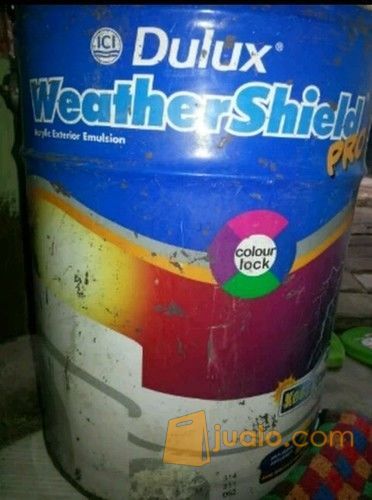 ICI
Dulux®
WeatherShield
PRO
Acrylic Exterior Emulsion
colour
lock
jualo.com